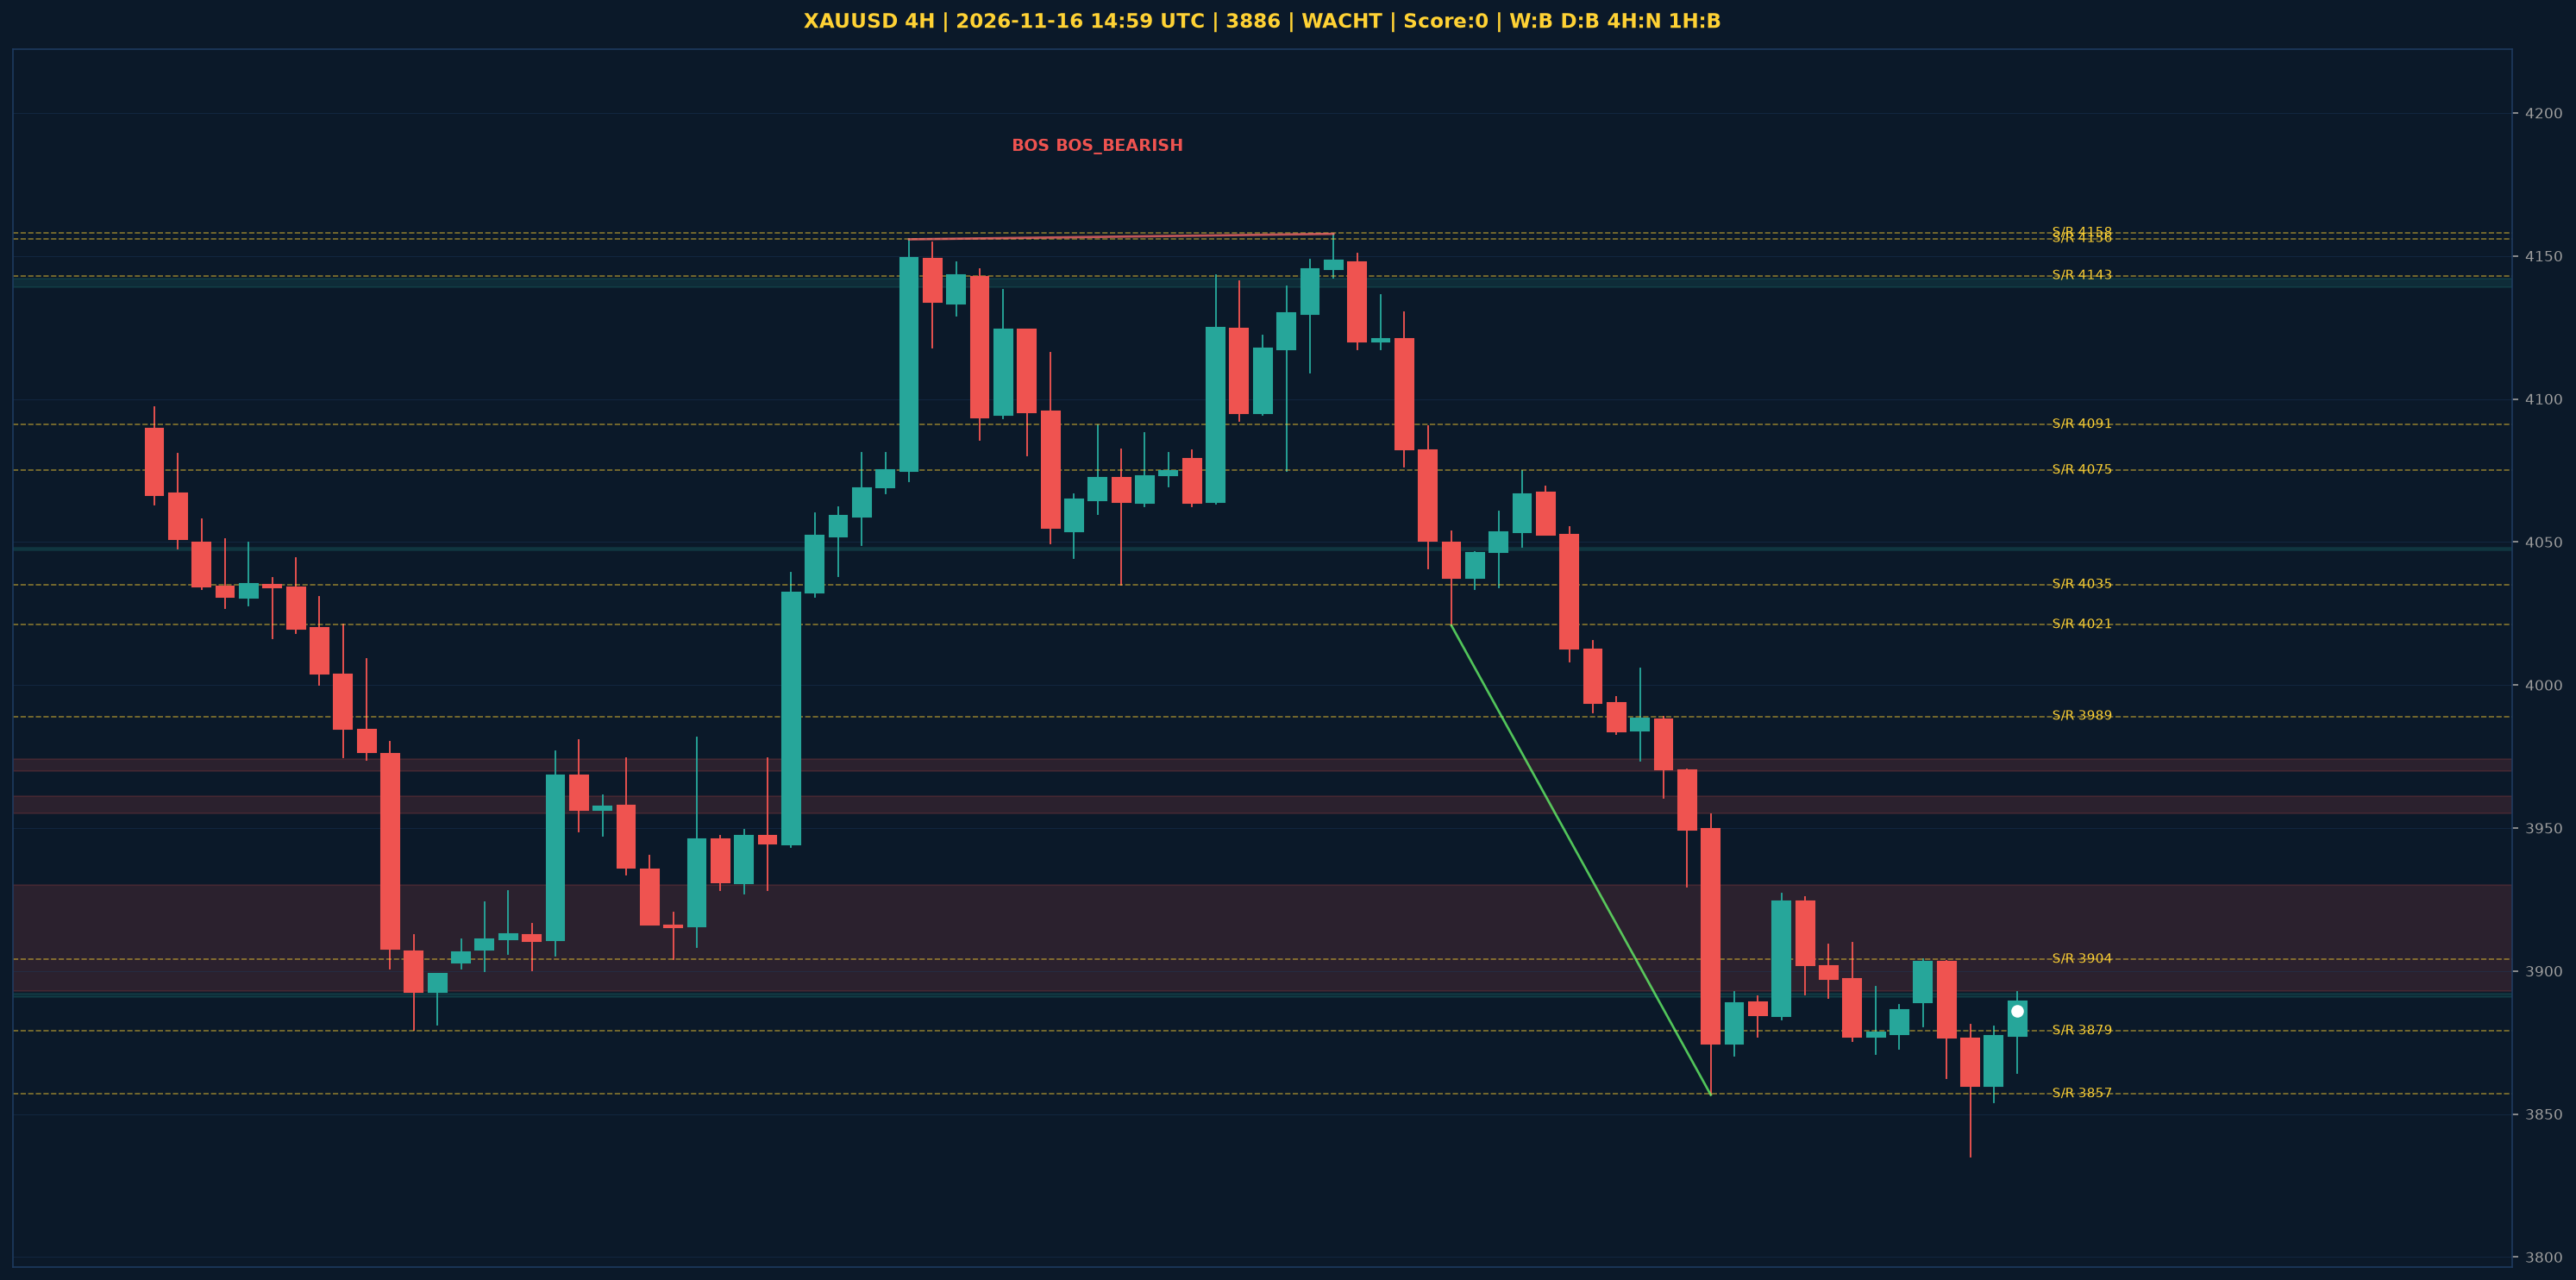 XAUUSD 4H | 2026-11-16 14:59 UTC | 3886 | WACHT | Score:0 | W:B D:B 4H:N 1H:B
4200
BOS BOS_BEARISH
S/R 4158
S/R 4156
4150
S/R 4143
4100
S/R 4091
S/R 4075
4050
S/R 4035
S/R 4021
4000
S/R 3989
3950
S/R 3904
3900
S/R 3879
S/R 3857
3850
3800